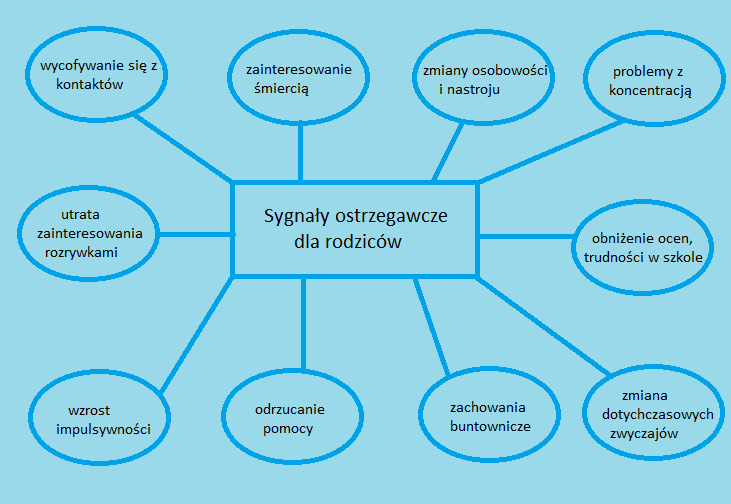 wycofywanie się z
kontaktów
zainteresowanie
śmiercią
zmiany osobowości
i nastroju
problemy z
koncentracją
Sygnały ostrzegawcze
dla rodziców
utrata
zainteresowania
rozrywkami
obniżenie ocen,
trudności w szkole
wzrost
impulsywności
odrzucanie
pomocy
zachowania
buntownicze
zmiana
dotychczasowych
zwyczajów